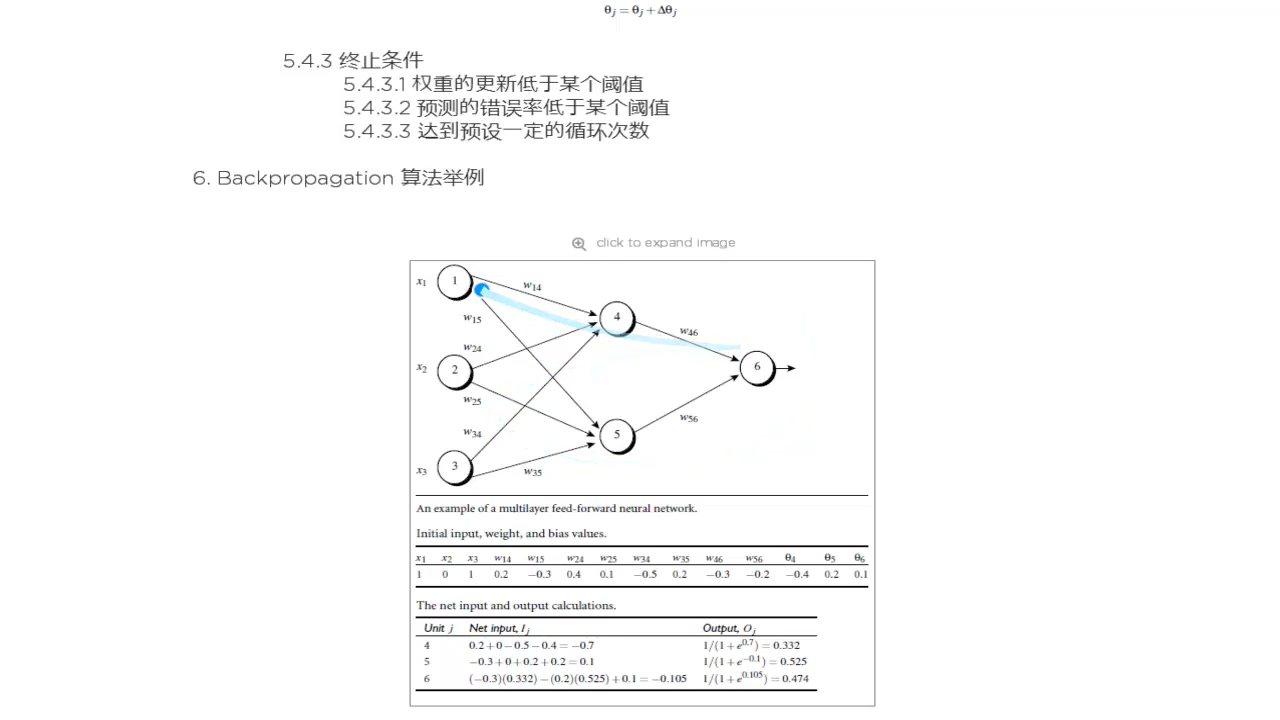 θj = θj + Δθj
5.4.3 终止条件
5.4.3.1 权重的更新低于某个阈值
5.4.3.2 预测的错误率低于某个阈值
5.4.3.3 达到预设一定的循环次数
6. Backpropagation 算法举例
click to expand image
x1 1 w14
w15 4 w46
w24
x2 2 6
w25 w56
w34 5
x3 3 w35
An example of a multilayer feed-forward neural network.
Initial input, weight, and bias values.
x1 x2 x3 w14 w15 w24 w25 w34 w35 w46 w56 θ4 θ5 θ6
1 0 1 0.2 −0.3 0.4 0.1 −0.5 0.2 −0.3 −0.2 −0.4 0.2 0.1
The net input and output calculations.
Unit j Net input, Ij Output, Oj
4 0.2+0−0.5−0.4=−0.7 1/(1+e^0.7)=0.332
5 −0.3+0+0.2+0.2=0.1 1/(1+e^−0.1)=0.525
6 (−0.3)(0.332)−(0.2)(0.525)+0.1=−0.105 1/(1+e^0.105)=0.474